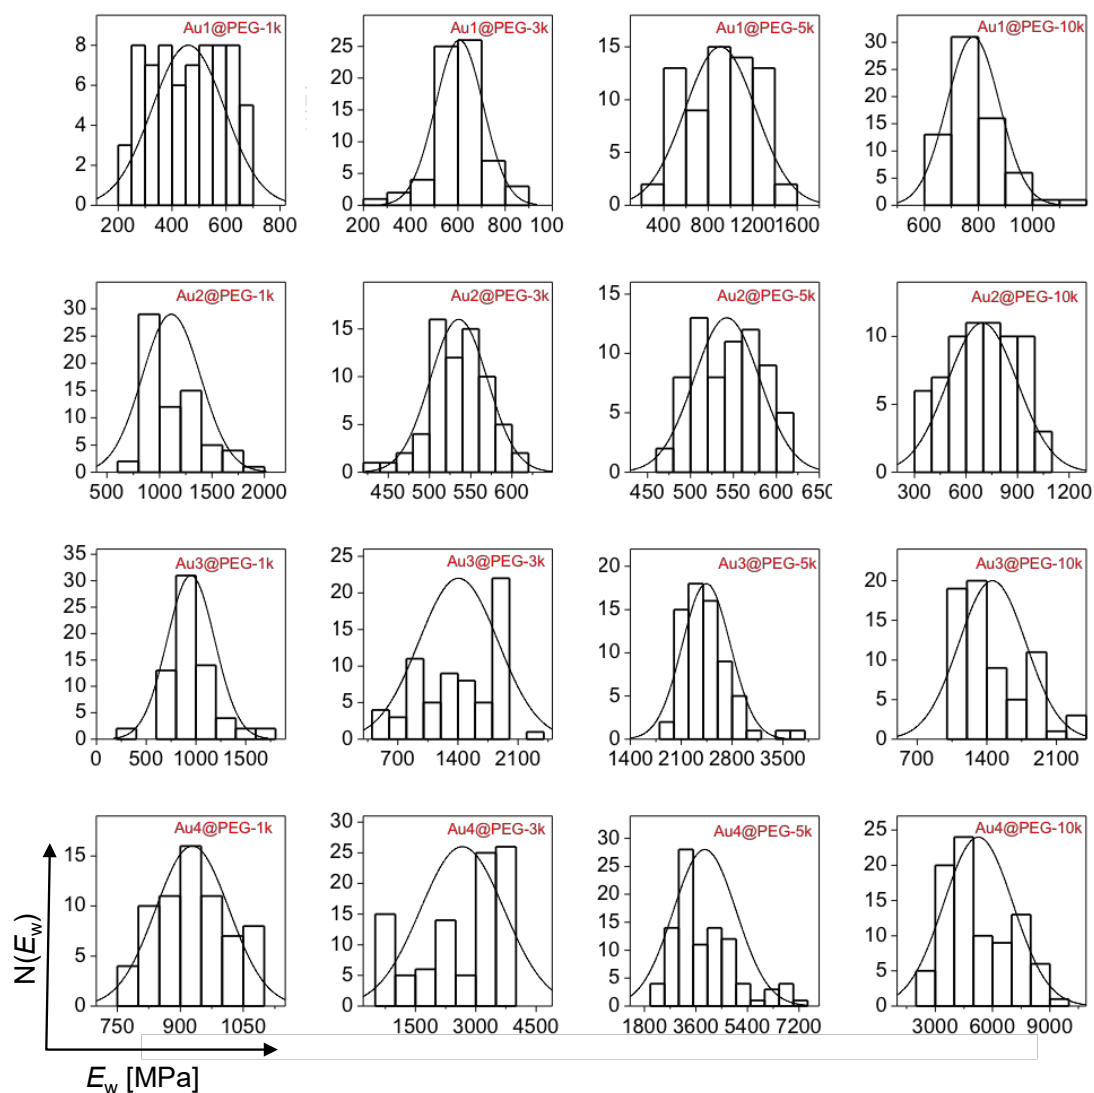 Au1@PEG-1k
8
6
4
2
0
200 400 600 800
Au1@PEG-3k
25
20
15
10
5
0
200 400 600 800 100
Au1@PEG-5k
15
10
5
0
400 800 1200 1600
Au1@PEG-10k
30
25
20
15
10
5
0
600 800 1000
Au2@PEG-1k
30
25
20
15
10
5
0
500 1000 1500 2000
Au2@PEG-3k
15
10
5
0
450 500 550 600
Au2@PEG-5k
15
10
5
0
450 500 550 600 650
Au2@PEG-10k
10
5
0
300 600 900 1200
Au3@PEG-1k
35
30
25
20
15
10
5
0
0 500 1000 1500
Au3@PEG-3k
25
20
15
10
5
0
700 1400 2100
Au3@PEG-5k
20
15
10
5
0
1400 2100 2800 3500
Au3@PEG-10k
20
15
10
5
0
700 1400 2100
Au4@PEG-1k
15
10
5
0
750 900 1050
Au4@PEG-3k
30
25
20
15
10
5
0
1500 3000 4500
Au4@PEG-5k
30
25
20
15
10
5
0
1800 3600 5400 7200
Au4@PEG-10k
25
20
15
10
5
0
3000 6000 9000
N(Ew)
Ew [MPa]